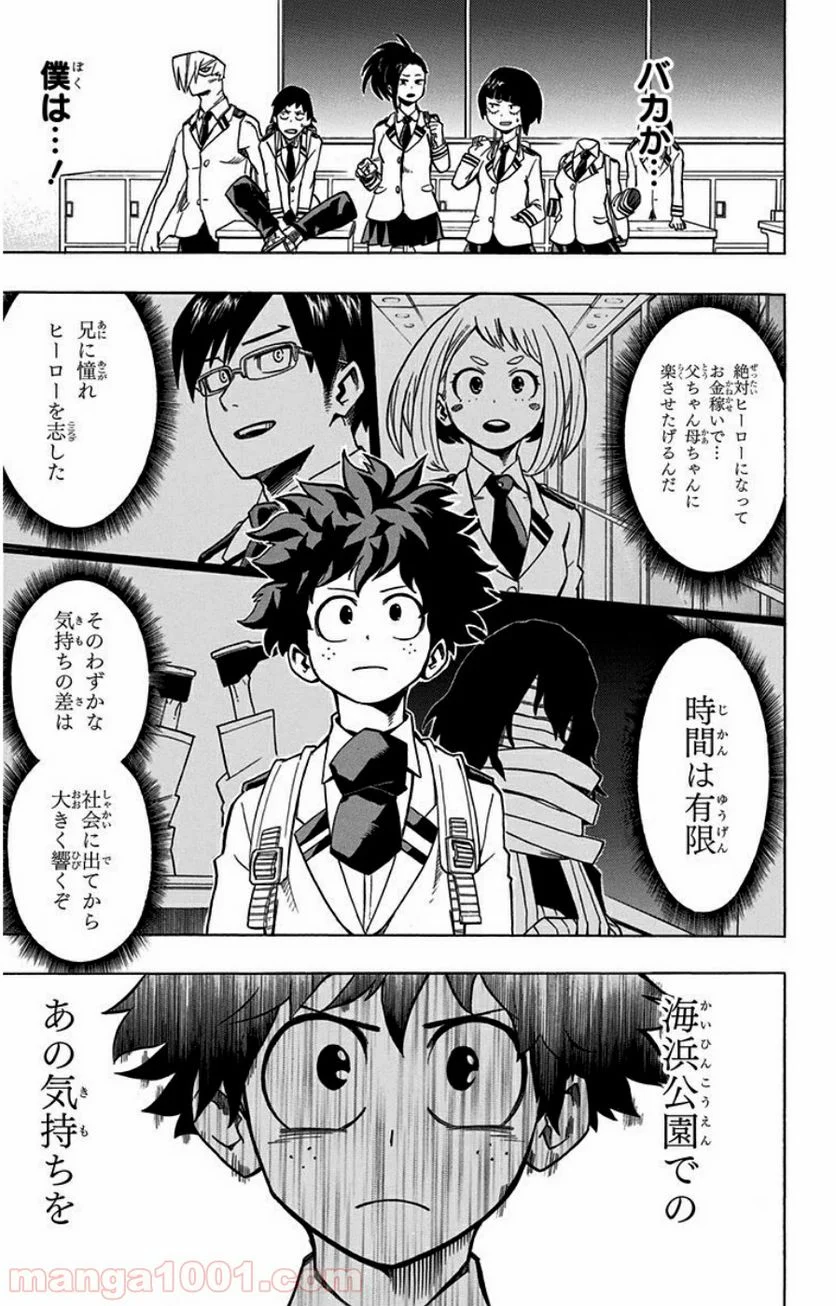 バカか…
僕は…！
絶対ヒーローになって
お金稼いで…
父ちゃん母ちゃんに
楽させたげるんだ
兄に憧れ
ヒーローを志した
時間は有限
そのわずかな
気持ちの差は
社会に出てから
大きく響くぞ
海浜公園での
あの気持ちを
manga1001.com